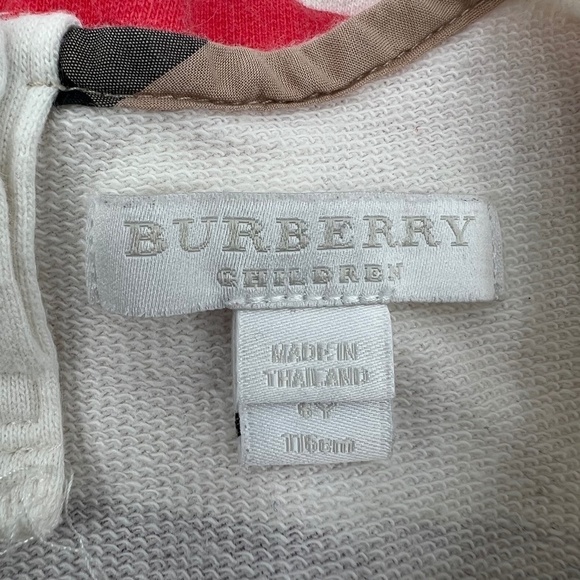 BURBERRY
CHILDREN
MADE IN
THAILAND
6Y
116cm